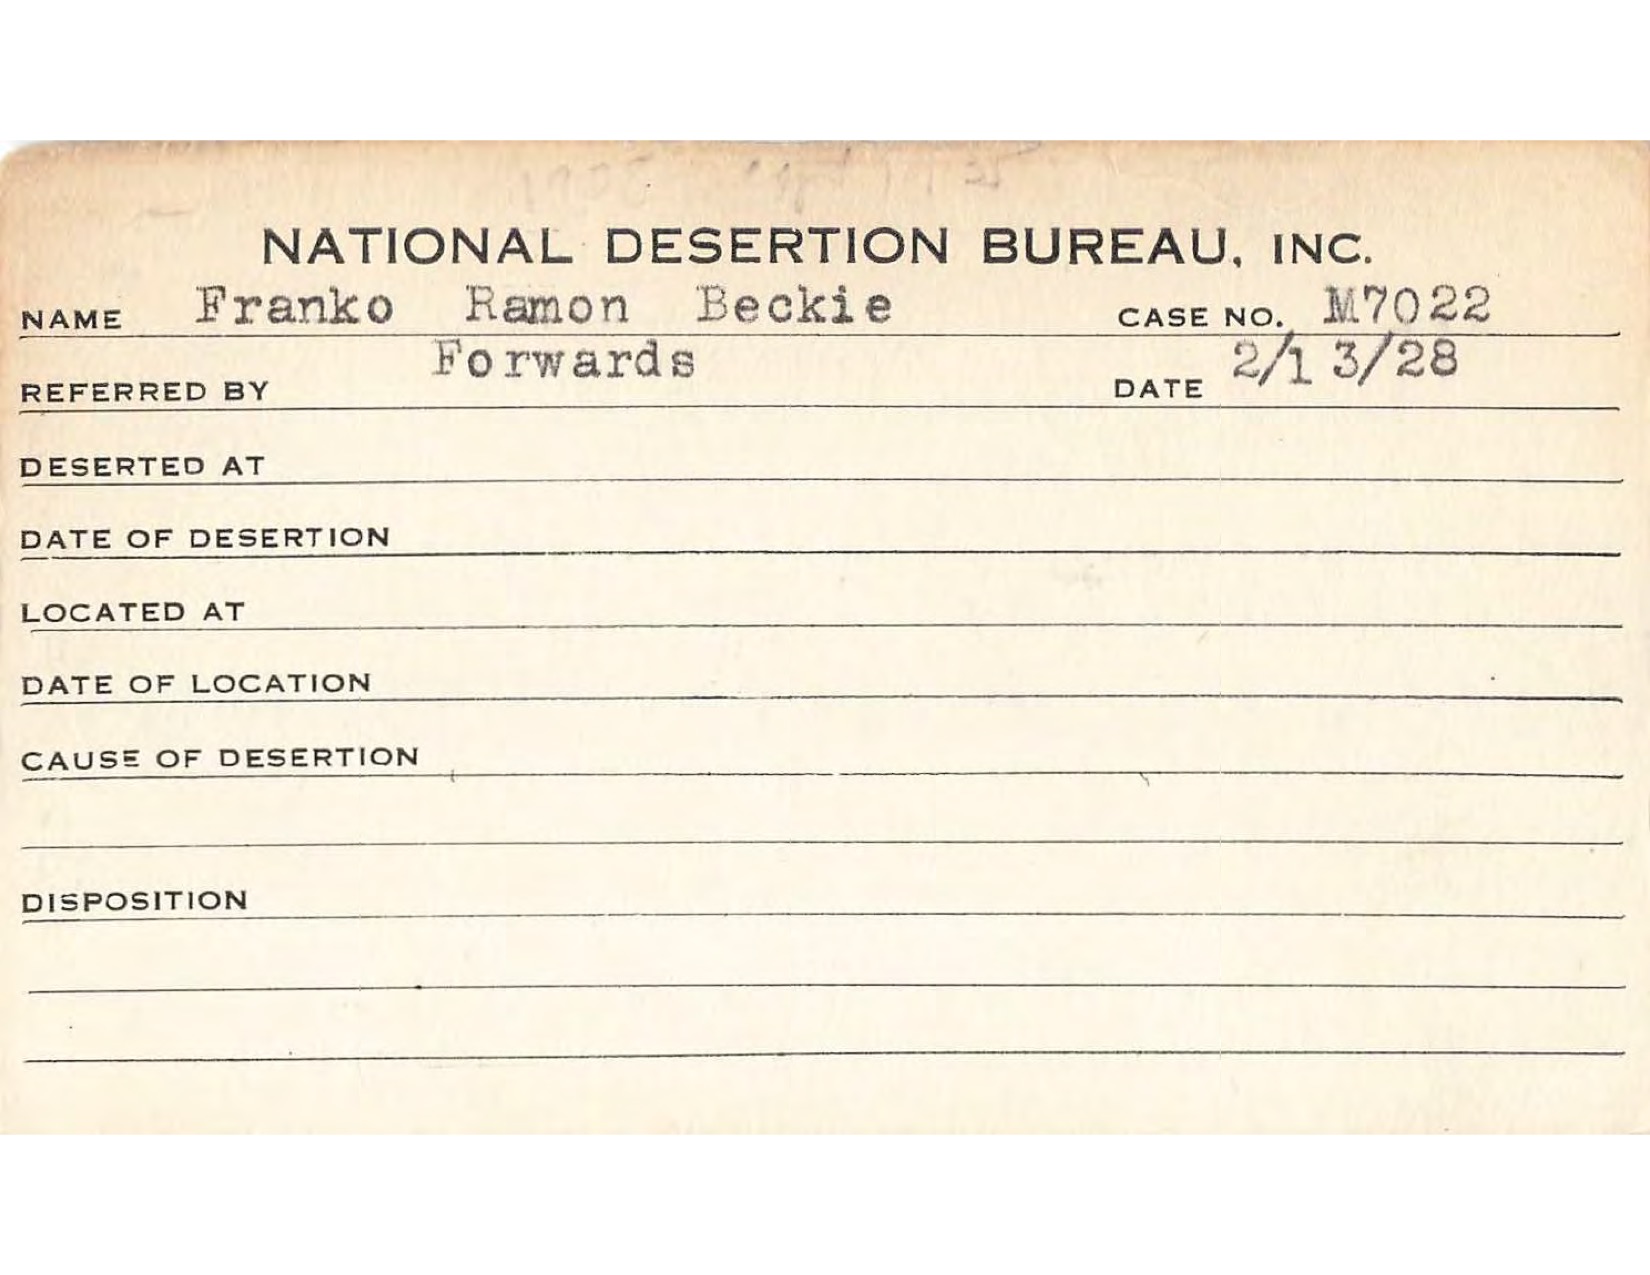 NATIONAL DESERTION BUREAU, INC.
NAME Franko Ramon Beckie CASE NO. M7022
REFERRED BY Forwards DATE 2/13/28
DESERTED AT
DATE OF DESERTION
LOCATED AT
DATE OF LOCATION
CAUSE OF DESERTION
DISPOSITION